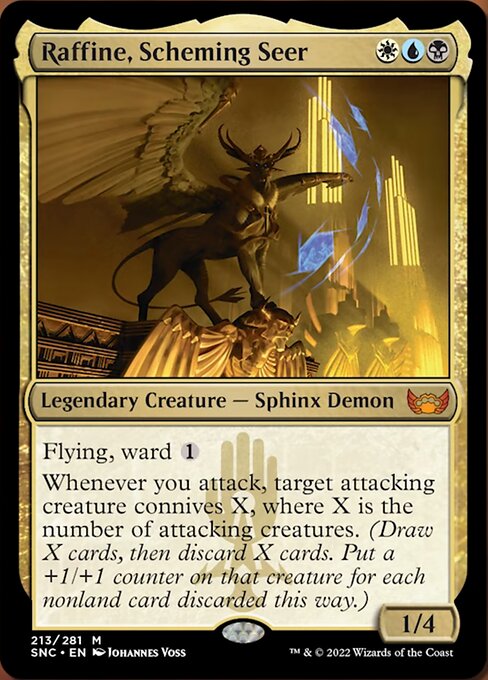 Raffine, Scheming Seer
Legendary Creature — Sphinx Demon
Flying, ward 1
Whenever you attack, target attacking
creature connives X, where X is the
number of attacking creatures. (Draw
X cards, then discard X cards. Put a
+1/+1 counter on that creature for each
nonland card discarded this way.)
1/4
213/281 M
SNC • EN Johannes Voss
™ & © 2022 Wizards of the Coast